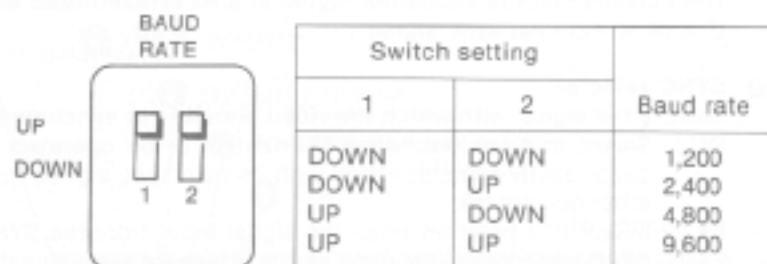 BAUD
RATE
UP
DOWN
1 2
Switch setting
1 2 Baud rate
DOWN DOWN 1,200
DOWN UP 2,400
UP DOWN 4,800
UP UP 9,600